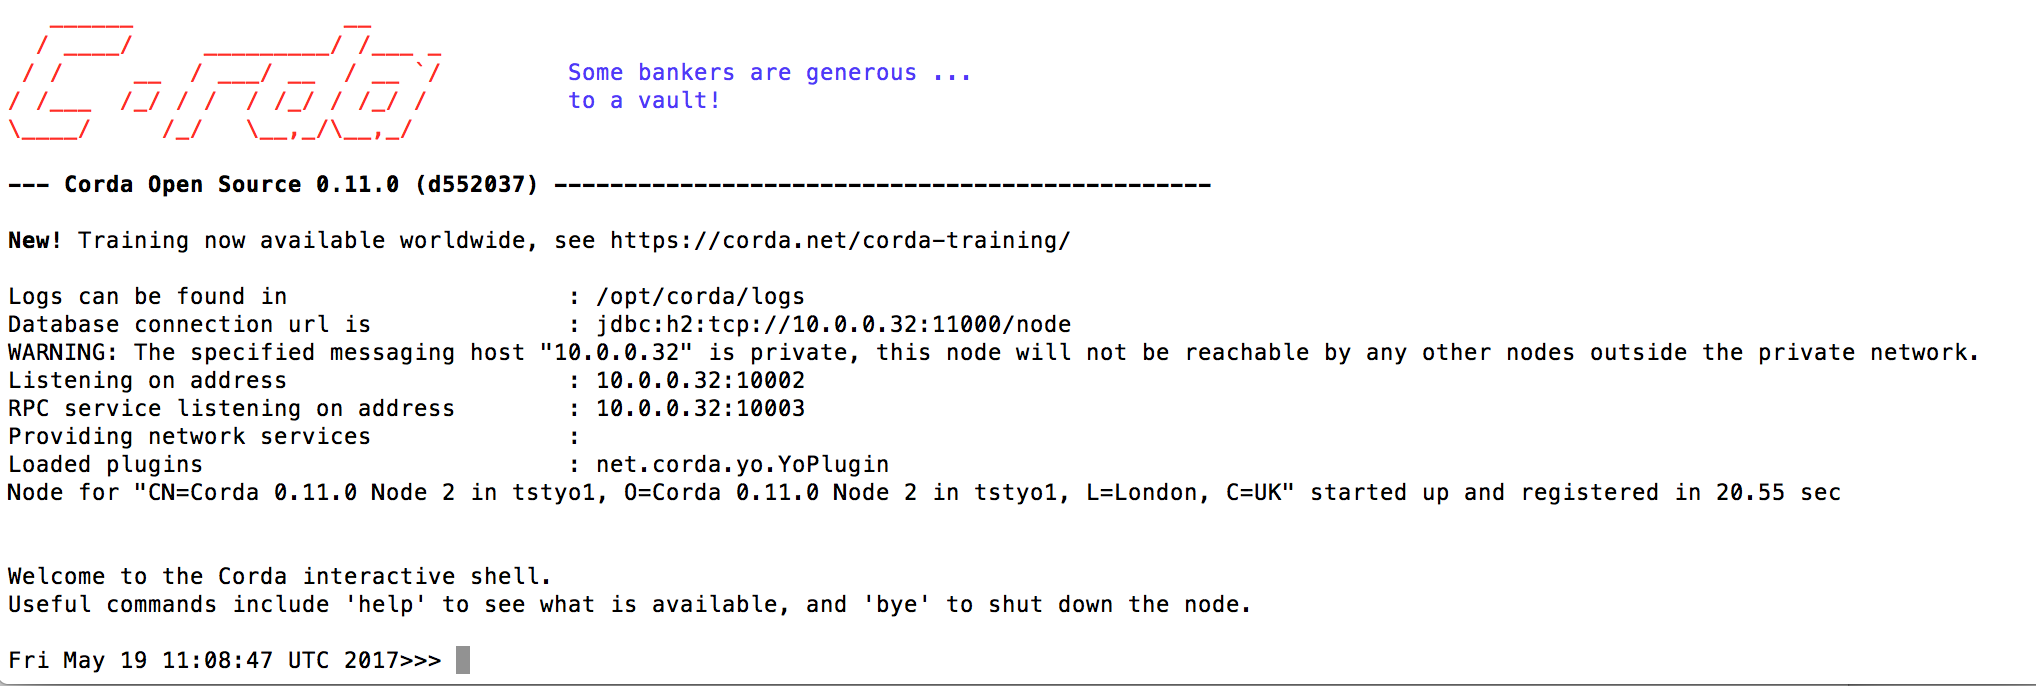 Corda
Some bankers are generous ...
to a vault!
--- Corda Open Source 0.11.0 (d552037) -----------------------------------------------
New! Training now available worldwide, see https://corda.net/corda-training/
Logs can be found in                    : /opt/corda/logs
Database connection url is              : jdbc:h2:tcp://10.0.0.32:11000/node
WARNING: The specified messaging host "10.0.0.32" is private, this node will not be reachable by any other nodes outside the private network.
Listening on address                    : 10.0.0.32:10002
RPC service listening on address        : 10.0.0.32:10003
Providing network services              :
Loaded plugins                          : net.corda.yo.YoPlugin
Node for "CN=Corda 0.11.0 Node 2 in tstyo1, O=Corda 0.11.0 Node 2 in tstyo1, L=London, C=UK" started up and registered in 20.55 sec
Welcome to the Corda interactive shell.
Useful commands include 'help' to see what is available, and 'bye' to shut down the node.
Fri May 19 11:08:47 UTC 2017>>>